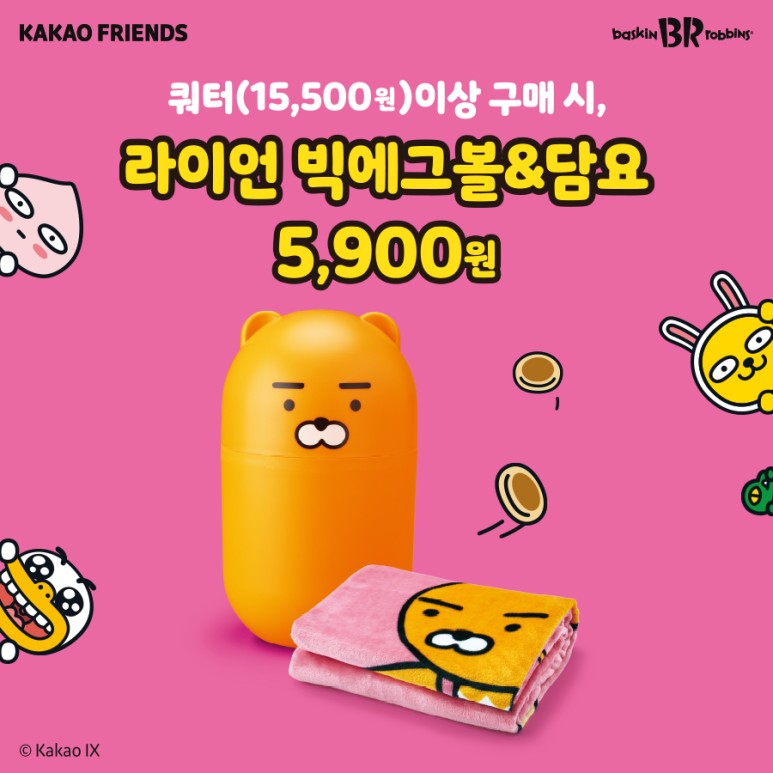 KAKAO FRIENDS
baskin BR robbins
쿼터(15,500원)이상 구매 시,
라이언 빅에그볼&담요
5,900원
© Kakao IX